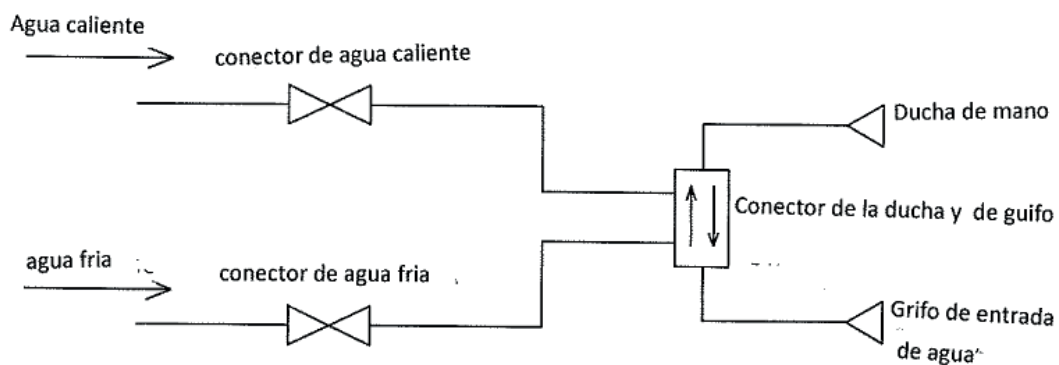 Agua caliente
conector de agua caliente
Ducha de mano
Conector de la ducha y de guifo
agua fria
conector de agua fria
Grifo de entrada
de agua